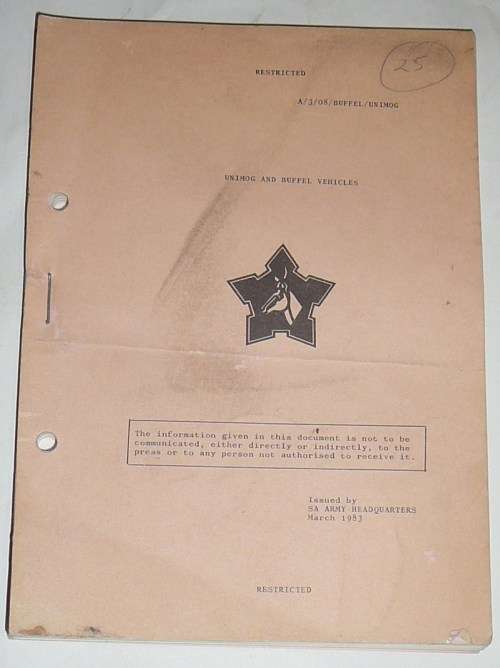 RESTRICTED
25
A/3/08/BUFFEL/UNIMOG
UNIMOG AND BUFFEL VEHICLES
The information given in this document is not to be
communicated, either directly or indirectly, to the
press or to any person not authorised to receive it.
Issued by
SA ARMY HEADQUARTERS
March 1983
RESTRICTED